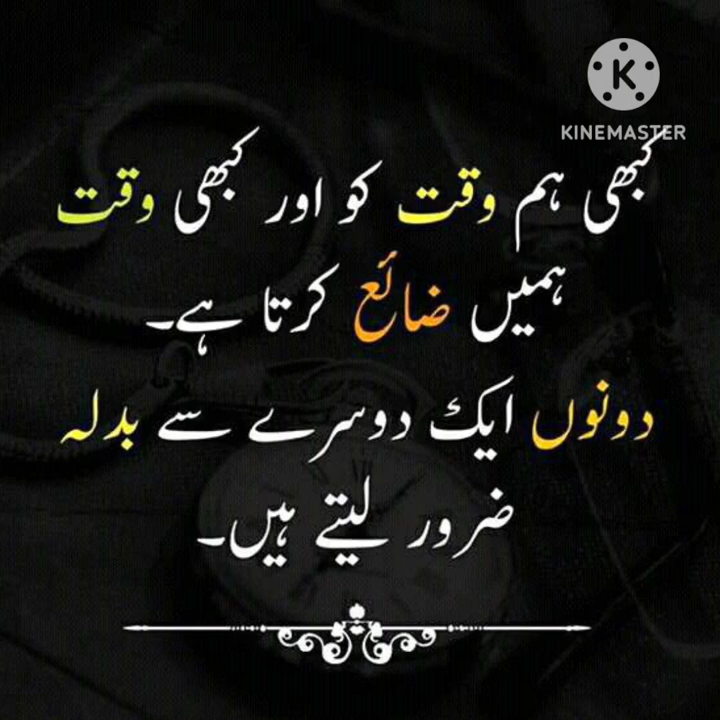 KINEMASTER
کبھی ہم وقت کو اور کبھی وقت
ہمیں ضائع کرتا ہے۔
دونوں ایک دوسرے سے بدلہ
ضرور لیتے ہیں۔